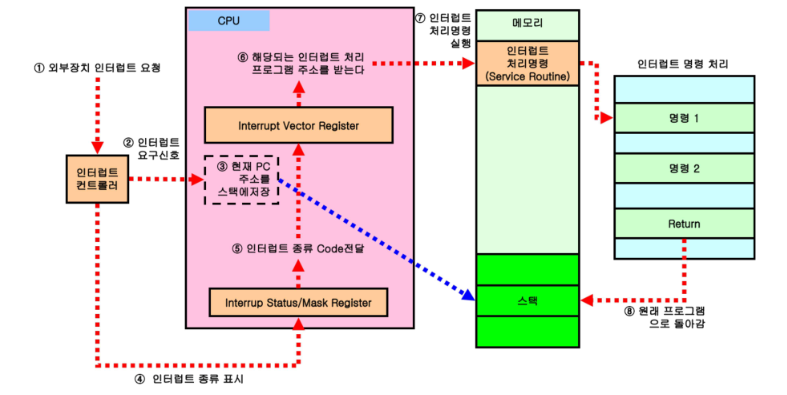 CPU
① 외부장치 인터럽트 요청
② 인터럽트
요구신호
인터럽트
컨트롤러
③ 현재 PC
주소를
스택에저장
④ 인터럽트 종류 표시
Interrup Status/Mask Register
⑤ 인터럽트 종류 Code전달
Interrupt Vector Register
⑥ 해당되는 인터럽트 처리
프로그램 주소를 받는다
⑦ 인터럽트
처리명령
실행
메모리
인터럽트
처리명령
(Service Routine)
스택
인터럽트 명령 처리
명령 1
명령 2
Return
⑧ 원래 프로그램
으로 돌아감